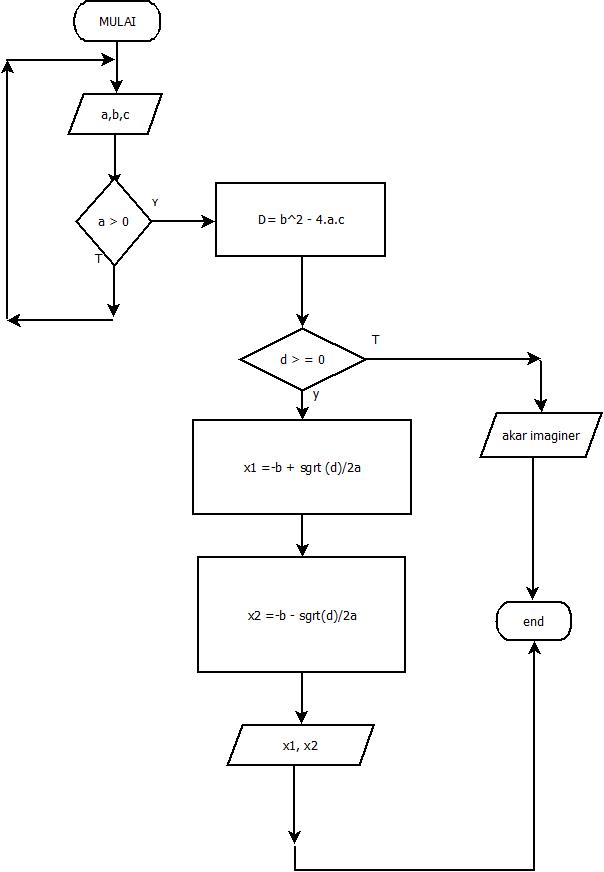 MULAI
a,b,c
a > 0
Y
T
D= b^2 - 4.a.c
d > = 0
T
y
x1 =-b + sgrt (d)/2a
akar imaginer
x2 =-b - sgrt(d)/2a
end
x1, x2